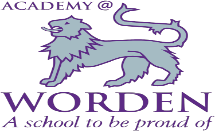 ACADEMY @
WORDEN
A school to be proud of